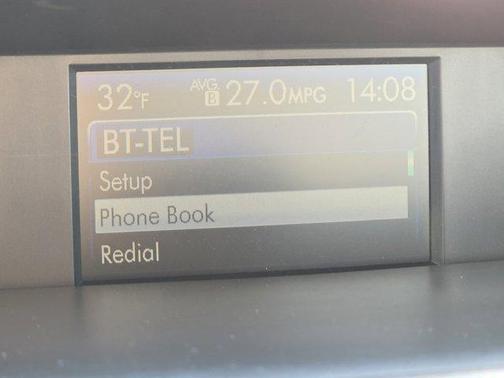 32°F AVG. B 27.0MPG 14:08
BT-TEL
Setup
Phone Book
Redial